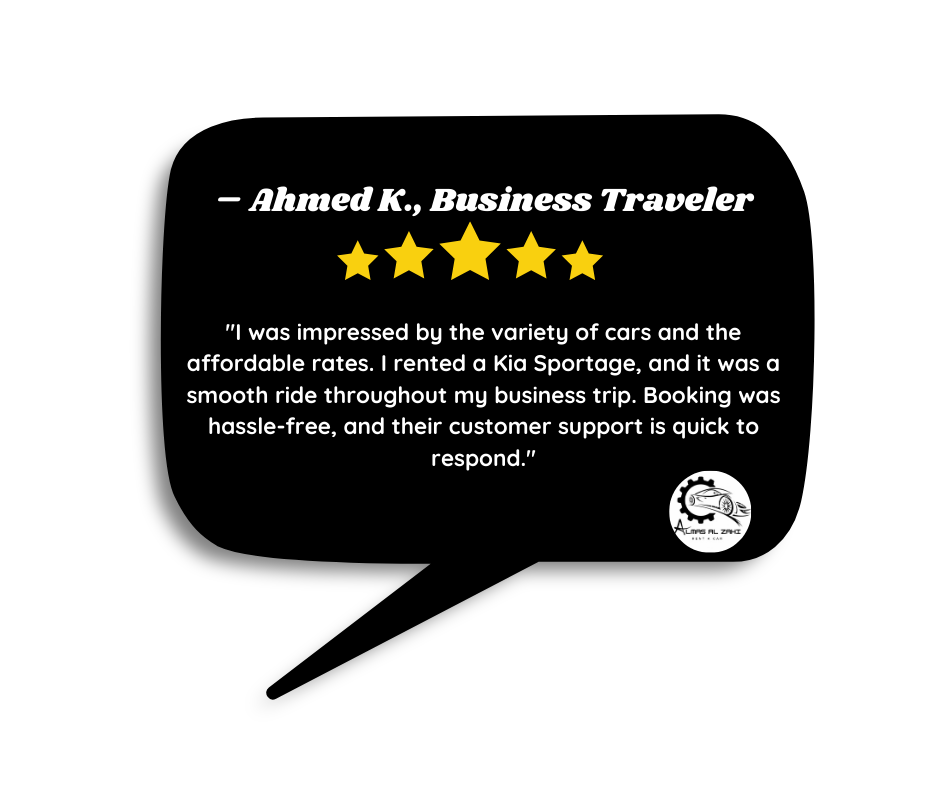 – Ahmed K., Business Traveler
"I was impressed by the variety of cars and the
affordable rates. I rented a Kia Sportage, and it was a
smooth ride throughout my business trip. Booking was
hassle-free, and their customer support is quick to
respond."
ALMAS AL ZAKI
RENT A CAR